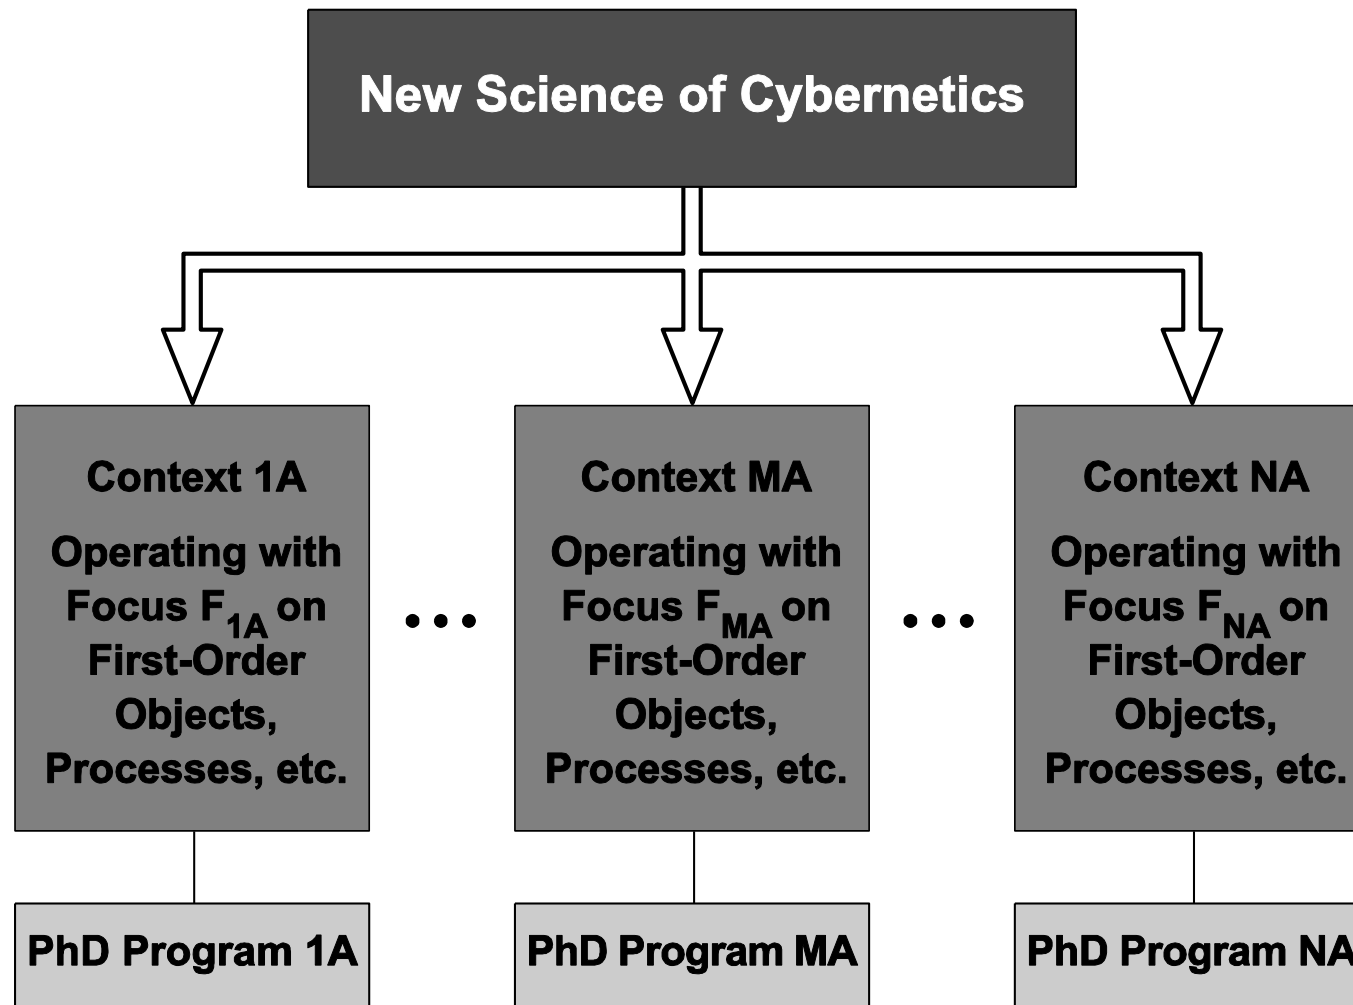 New Science of Cybernetics
Context 1A
Operating with
Focus F1A on
First-Order
Objects,
Processes, etc.
...
Context MA
Operating with
Focus FMA on
First-Order
Objects,
Processes, etc.
...
Context NA
Operating with
Focus FNA on
First-Order
Objects,
Processes, etc.
PhD Program 1A
PhD Program MA
PhD Program NA